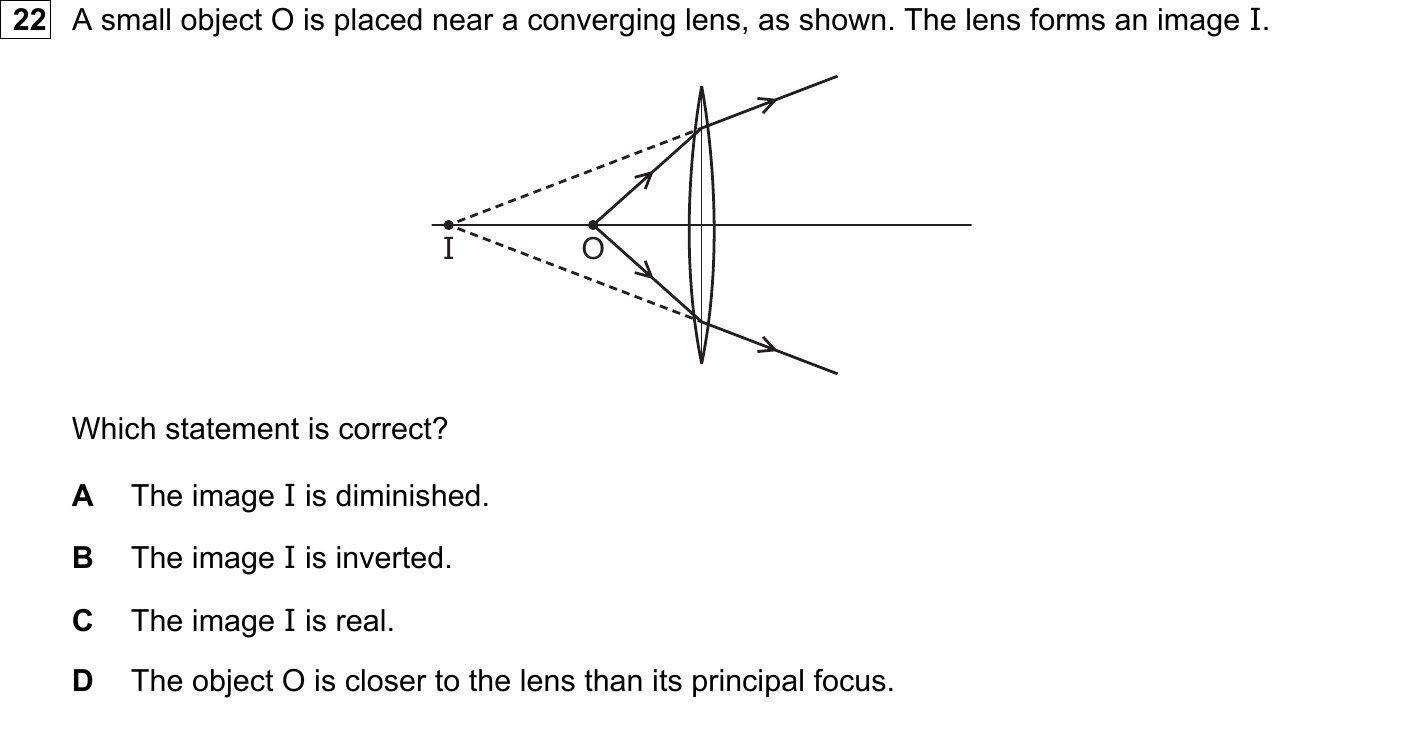 22 A small object O is placed near a converging lens, as shown. The lens forms an image I.
I
O
Which statement is correct?
A The image I is diminished.
B The image I is inverted.
C The image I is real.
D The object O is closer to the lens than its principal focus.